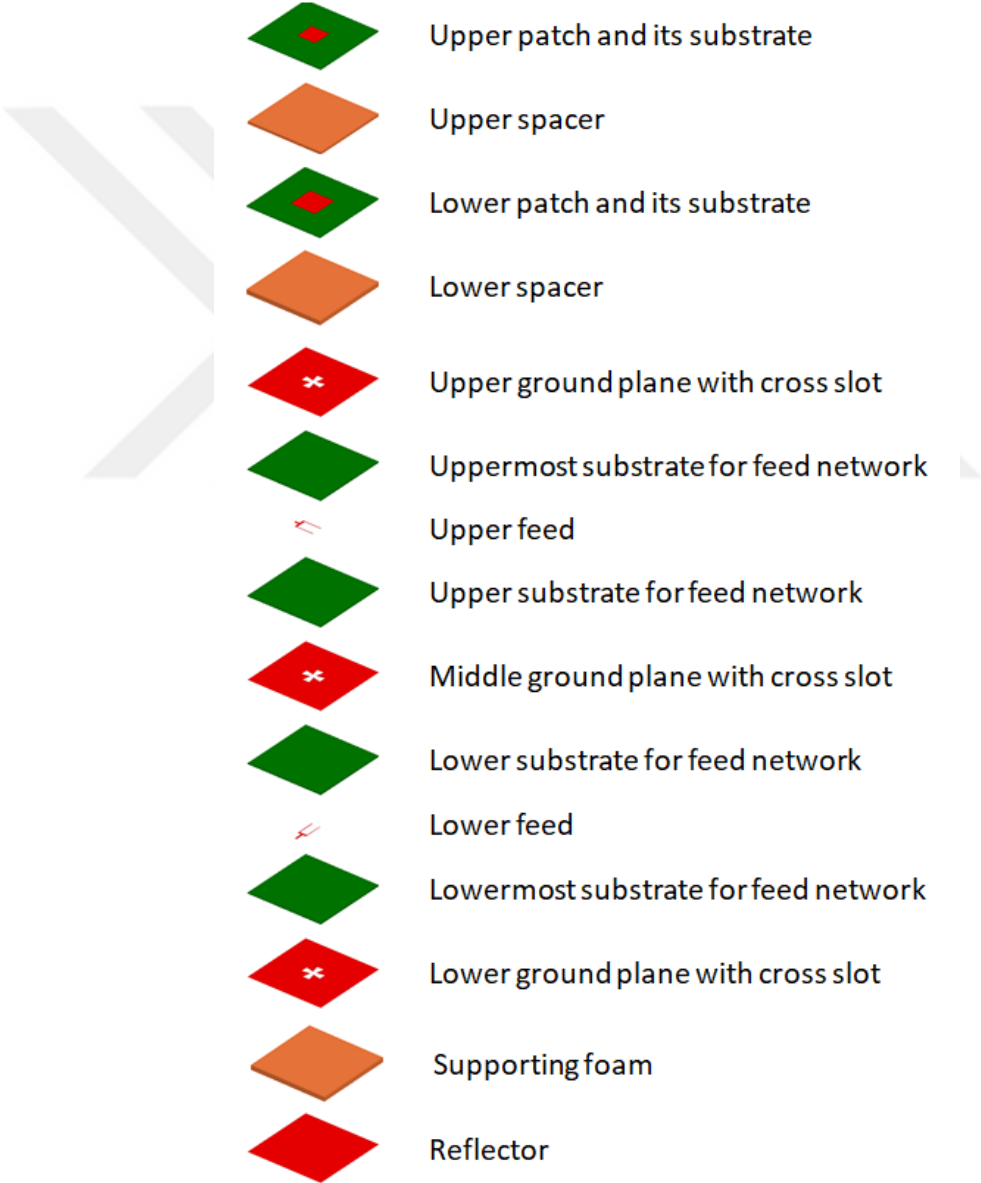 Upper patch and its substrate
Upper spacer
Lower patch and its substrate
Lower spacer
Upper ground plane with cross slot
Uppermost substrate for feed network
Upper feed
Upper substrate for feed network
Middle ground plane with cross slot
Lower substrate for feed network
Lower feed
Lowermost substrate for feed network
Lower ground plane with cross slot
Supporting foam
Reflector